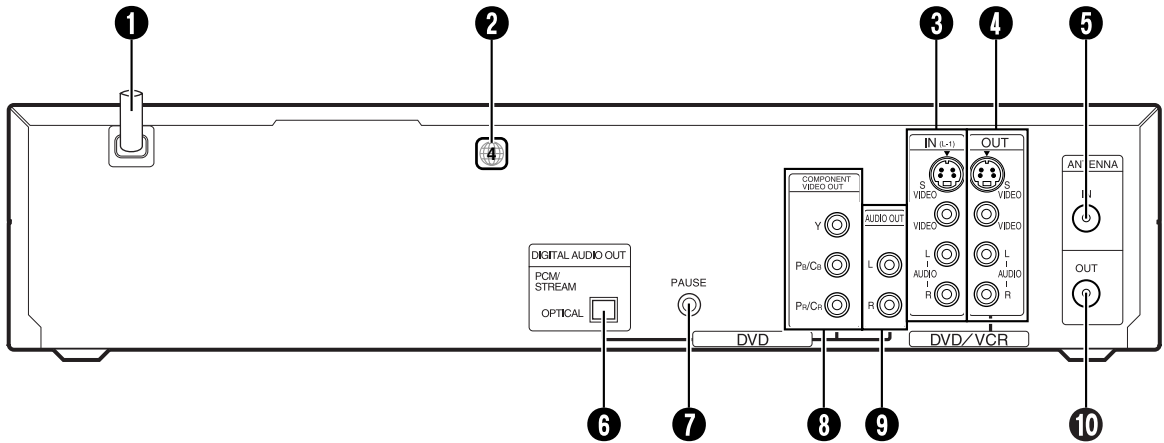 1
2
3
4
5
4
IN (L-1)
OUT
S
VIDEO
S
VIDEO
VIDEO
VIDEO
L
AUDIO
R
L
AUDIO
R
ANTENNA
IN
OUT
COMPONENT
VIDEO OUT
Y
PB/CB
PR/CR
AUDIO OUT
L
R
DIGITAL AUDIO OUT
PCM/
STREAM
OPTICAL
PAUSE
DVD
DVD/VCR
6
7
8
9
10